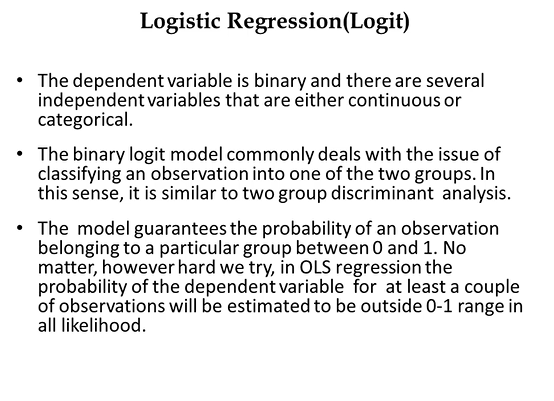 Logistic Regression(Logit)
• The dependent variable is binary and there are several
independent variables that are either continuous or
categorical.
• The binary logit model commonly deals with the issue of
classifying an observation into one of the two groups. In
this sense, it is similar to two group discriminant analysis.
• The model guarantees the probability of an observation
belonging to a particular group between 0 and 1. No
matter, however hard we try, in OLS regression the
probability of the dependent variable for at least a couple
of observations will be estimated to be outside 0-1 range in
all likelihood.